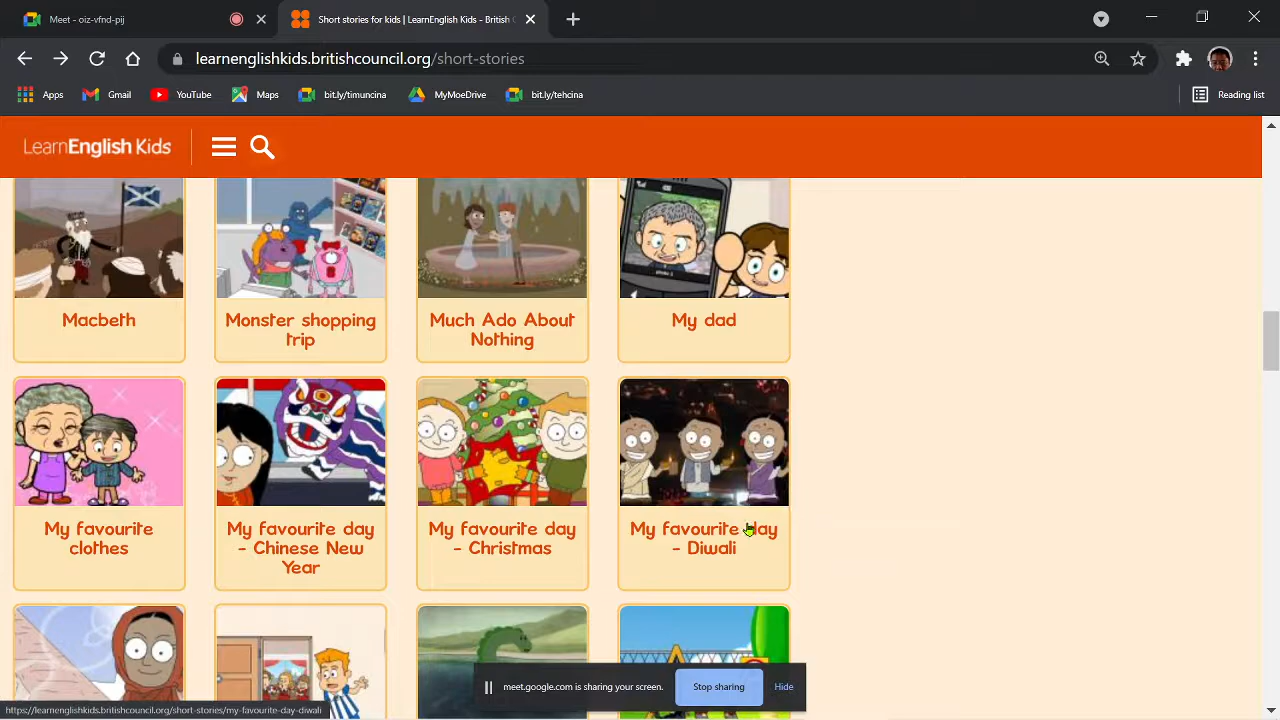 Meet - oiz-vfnd-pij
Short stories for kids | LearnEnglish Kids - British C
learnenglishkids.britishcouncil.org/short-stories
Apps
Gmail
YouTube
Maps
bit.ly/timuncina
MyMoeDrive
bit.ly/tehcina
Reading list
LearnEnglish Kids
Macbeth
Monster shopping
trip
Much Ado About
Nothing
My dad
My favourite
clothes
My favourite day
- Chinese New
Year
My favourite day
- Christmas
My favourite day
- Diwali
meet.google.com is sharing your screen.
Stop sharing
Hide
https://learnenglishkids.britishcouncil.org/short-stories/my-favourite-day-diwali